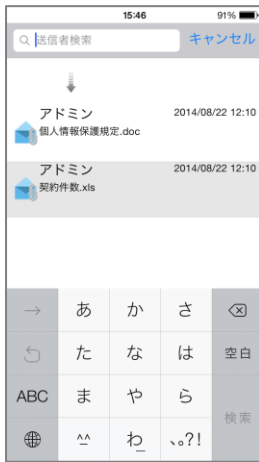 15:46 91%
送信者検索 キャンセル
アドミン 2014/08/22 12:10
個人情報保護規定.doc
アドミン 2014/08/22 12:10
契約件数.xls
→ あ か さ
た な は 空白
ABC ま や ら
^^ わ_ 、。?! 検索